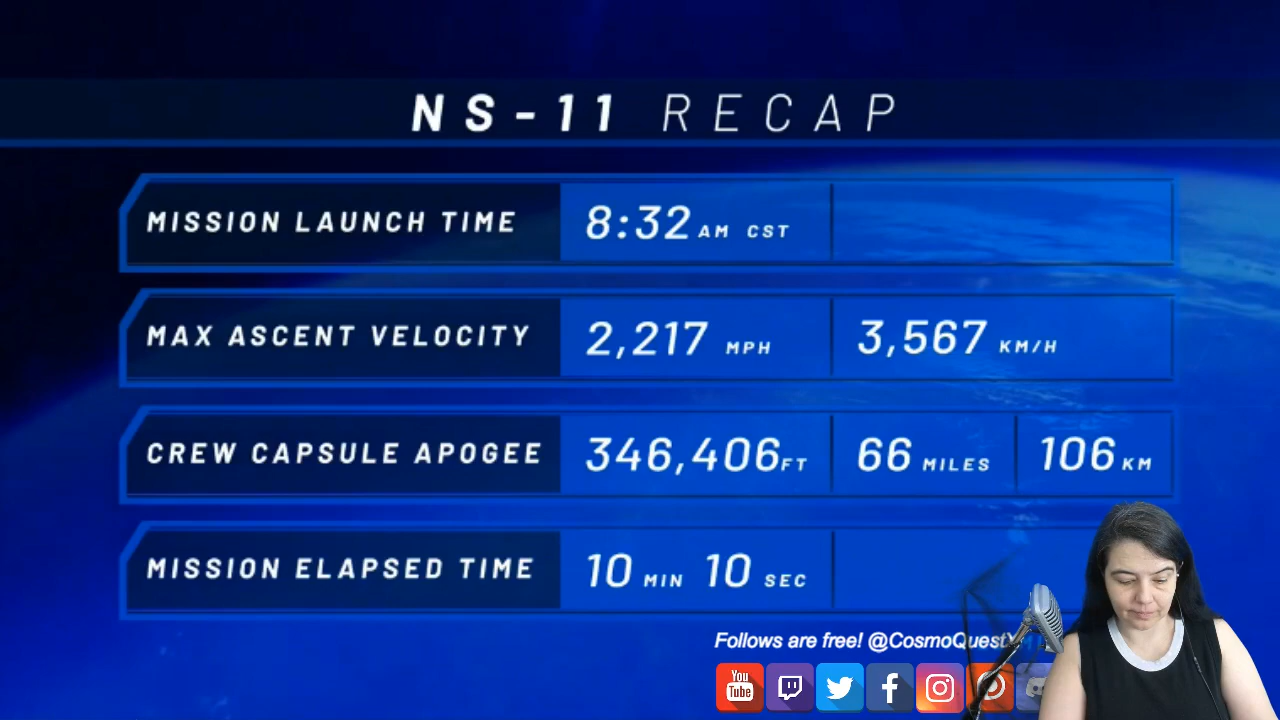 NS-11 RECAP
MISSION LAUNCH TIME 8:32 AM CST
MAX ASCENT VELOCITY 2,217 MPH 3,567 KM/H
CREW CAPSULE APOGEE 346,406FT 66 MILES 106 KM
MISSION ELAPSED TIME 10 MIN 10 SEC
Follows are free! @CosmoQuest
You Tube